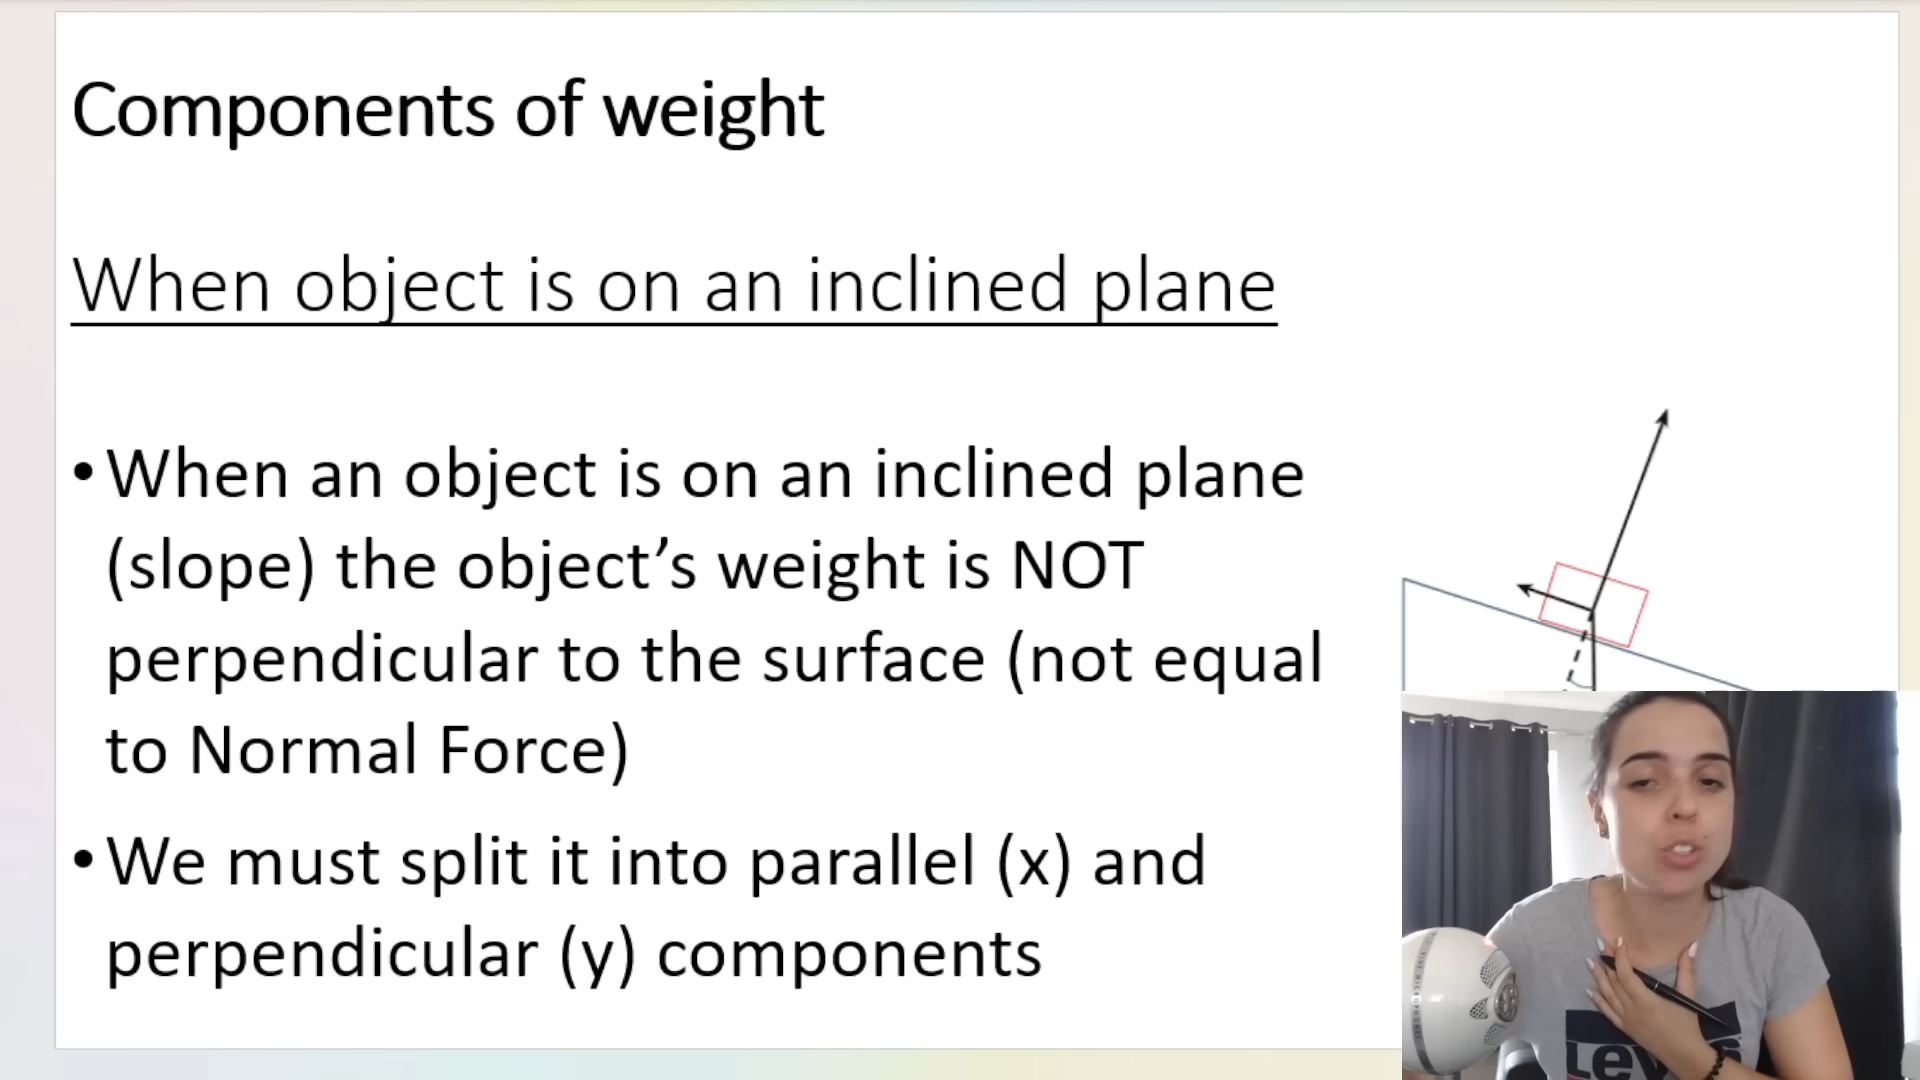 Components of weight
When object is on an inclined plane
• When an object is on an inclined plane
(slope) the object’s weight is NOT
perpendicular to the surface (not equal
to Normal Force)
• We must split it into parallel (x) and
perpendicular (y) components